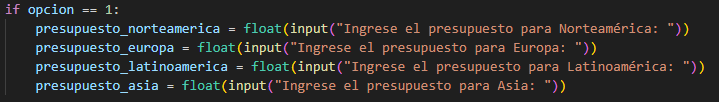 if opcion == 1:
    presupuesto_norteamerica = float(input("Ingrese el presupuesto para Norteamérica: "))
    presupuesto_europa = float(input("Ingrese el presupuesto para Europa: "))
    presupuesto_latinoamerica = float(input("Ingrese el presupuesto para Latinoamérica: "))
    presupuesto_asia = float(input("Ingrese el presupuesto para Asia: "))